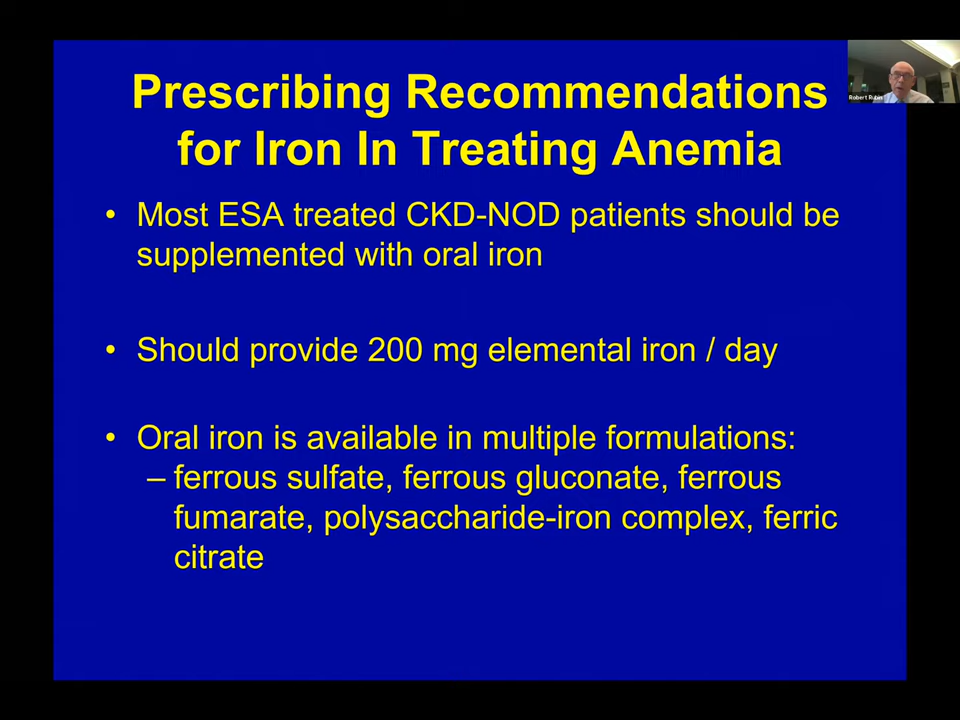 Prescribing Recommendations
for Iron In Treating Anemia
• Most ESA treated CKD-NOD patients should be
supplemented with oral iron
• Should provide 200 mg elemental iron / day
• Oral iron is available in multiple formulations:
– ferrous sulfate, ferrous gluconate, ferrous
fumarate, polysaccharide-iron complex, ferric
citrate
Robert Rubin